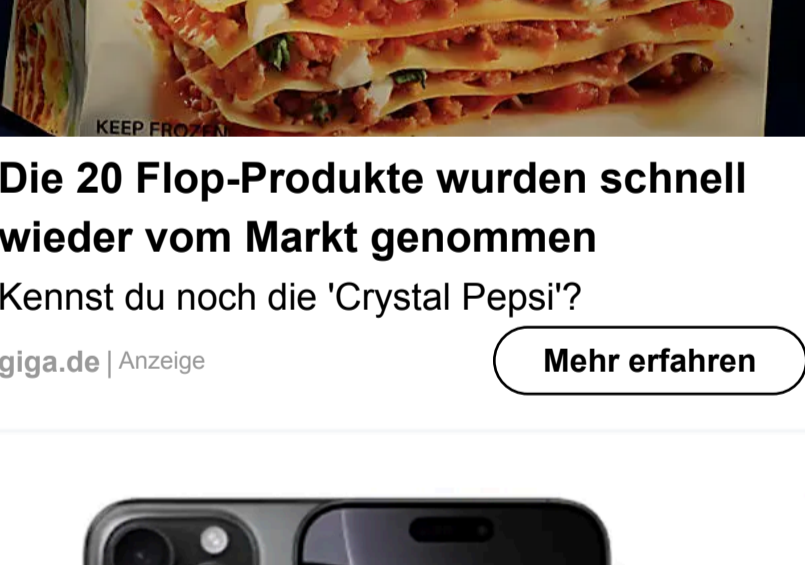 KEEP FROZEN
Die 20 Flop-Produkte wurden schnell
wieder vom Markt genommen
Kennst du noch die 'Crystal Pepsi'?
giga.de | Anzeige
Mehr erfahren